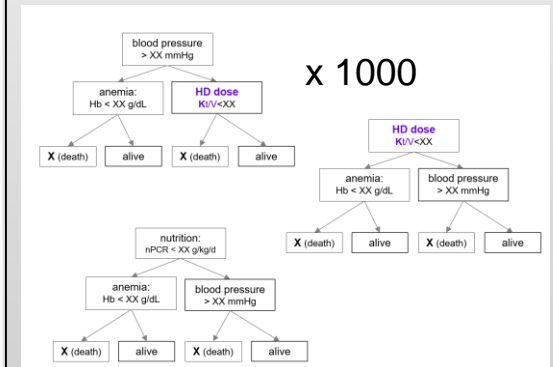 blood pressure
> XX mmHg
x 1000
anemia:
Hb < XX g/dL
HD dose
Kt/V<XX
X (death)
alive
X (death)
alive
HD dose
Kt/V<XX
anemia:
Hb < XX g/dL
blood pressure
> XX mmHg
X (death)
alive
X (death)
alive
nutrition:
nPCR < XX g/kg/d
anemia:
Hb < XX g/dL
blood pressure
> XX mmHg
X (death)
alive
X (death)
alive